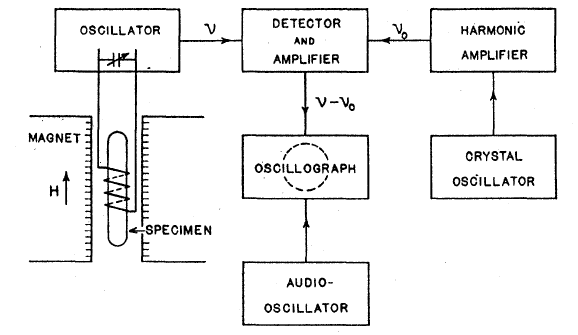 OSCILLATOR
ν
DETECTOR
AND
AMPLIFIER
ν₀
HARMONIC
AMPLIFIER
ν-ν₀
MAGNET
H
OSCILLOGRAPH
CRYSTAL
OSCILLATOR
SPECIMEN
AUDIO-
OSCILLATOR